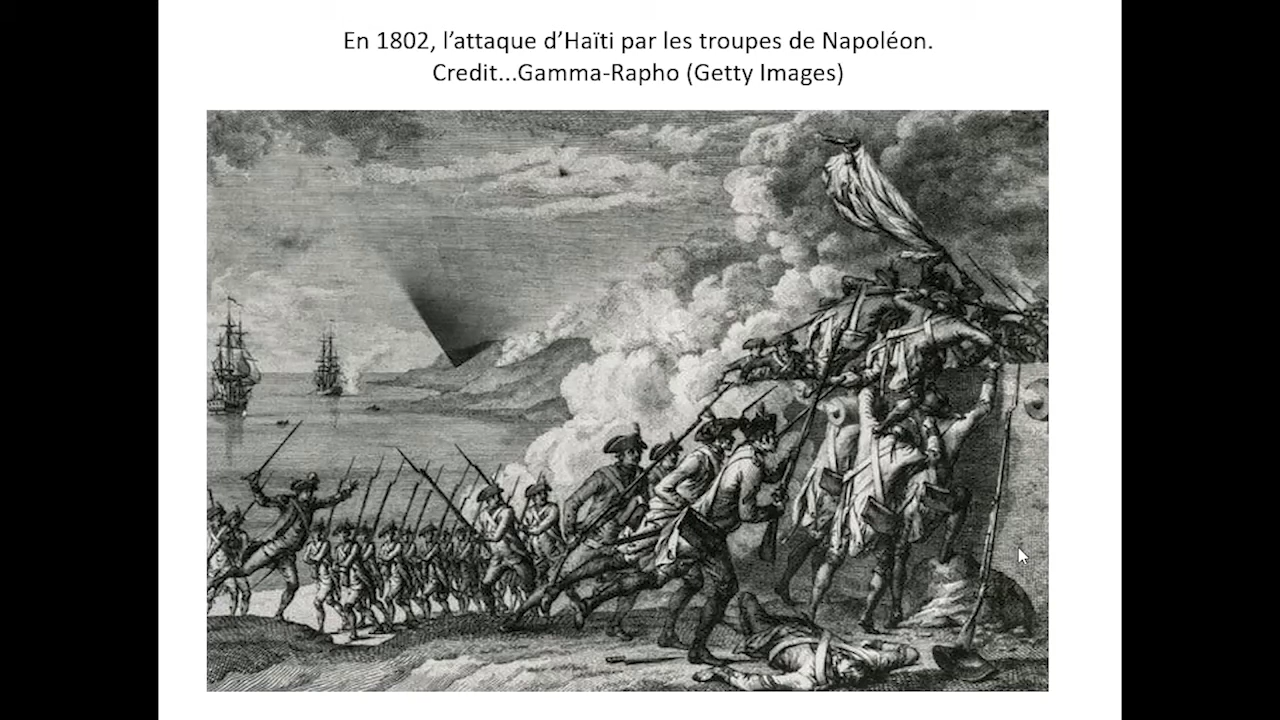 En 1802, l’attaque d’Haïti par les troupes de Napoléon.
Credit...Gamma-Rapho (Getty Images)